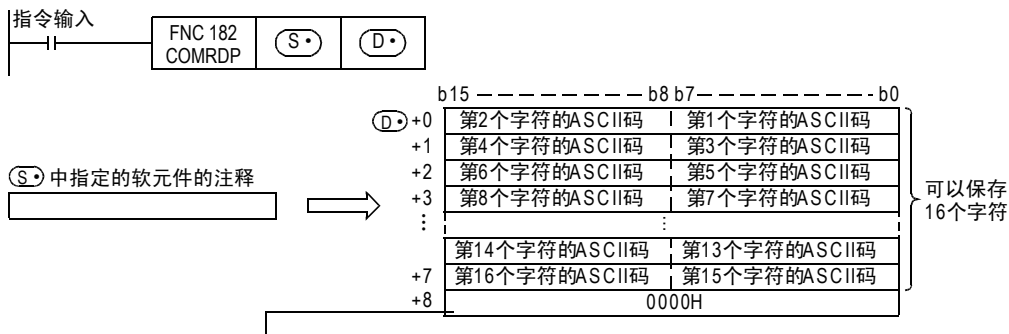 指令输入
FNC 182
COMRDP
S·
D·
b15 b8 b7 b0
D· +0 第2个字符的ASCII码 第1个字符的ASCII码
+1 第4个字符的ASCII码 第3个字符的ASCII码
S· 中指定的软元件的注释
+2 第6个字符的ASCII码 第5个字符的ASCII码
+3 第8个字符的ASCII码 第7个字符的ASCII码
可以保存
16个字符
第14个字符的ASCII码 第13个字符的ASCII码
+7 第16个字符的ASCII码 第15个字符的ASCII码
+8 0000H